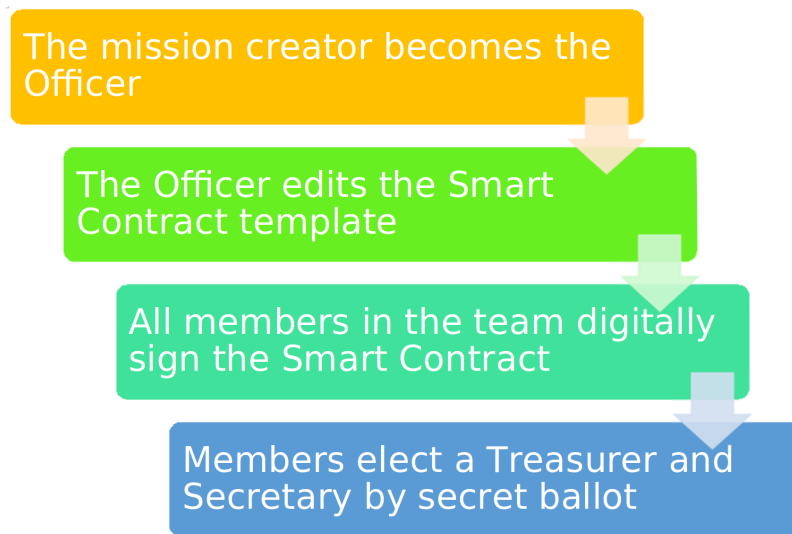 The mission creator becomes the
Officer
The Officer edits the Smart
Contract template
All members in the team digitally
sign the Smart Contract
Members elect a Treasurer and
Secretary by secret ballot